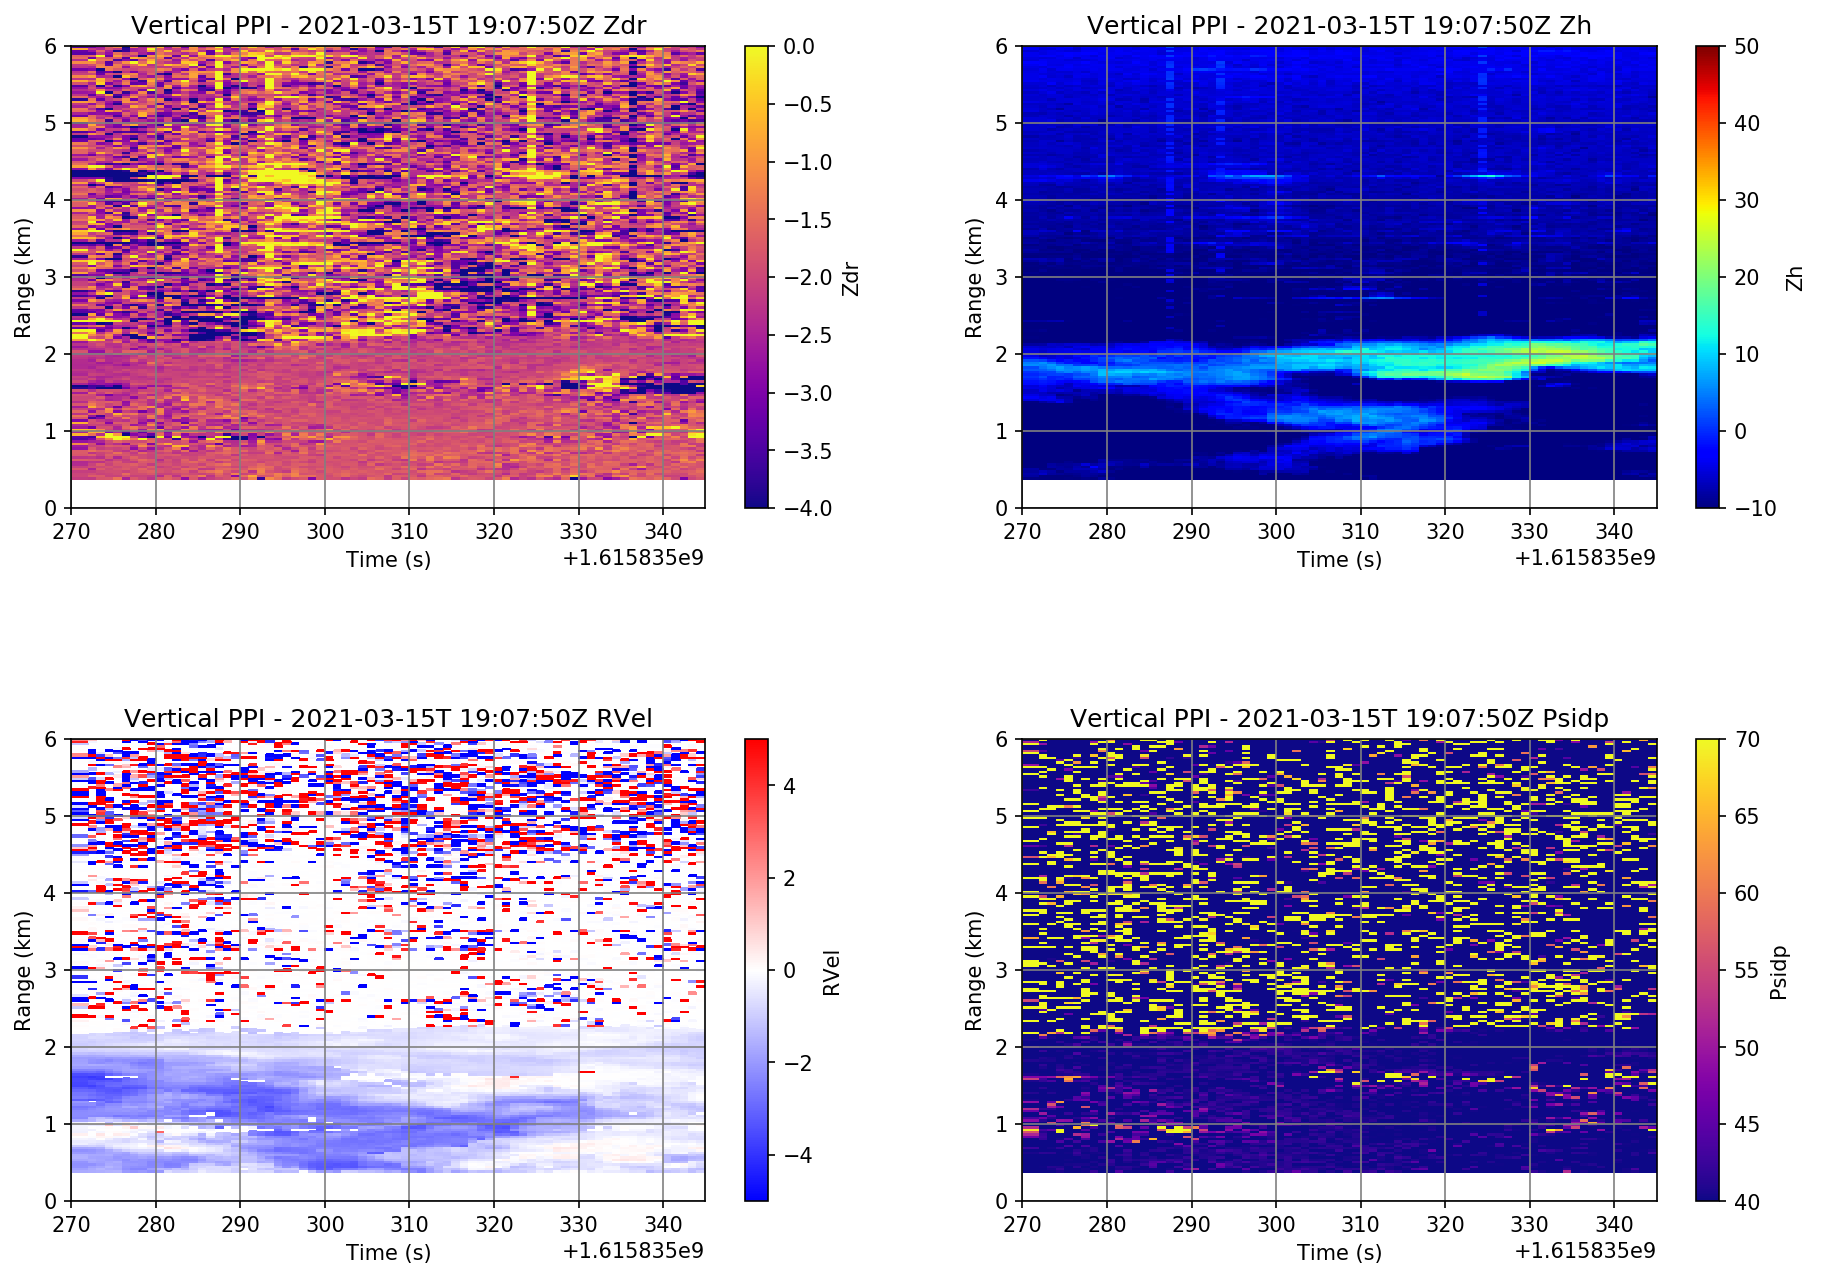 Vertical PPI - 2021-03-15T 19:07:50Z Zdr
6
5
4
3
2
1
0
Range (km)
270 280 290 300 310 320 330 340
Time (s)
+1.615835e9
0.0
−0.5
−1.0
−1.5
−2.0
−2.5
−3.0
−3.5
−4.0
Zdr
Vertical PPI - 2021-03-15T 19:07:50Z Zh
6
5
4
3
2
1
0
Range (km)
270 280 290 300 310 320 330 340
Time (s)
+1.615835e9
50
40
30
20
10
0
−10
Zh
Vertical PPI - 2021-03-15T 19:07:50Z RVel
6
5
4
3
2
1
0
Range (km)
270 280 290 300 310 320 330 340
Time (s)
+1.615835e9
4
2
0
−2
−4
RVel
Vertical PPI - 2021-03-15T 19:07:50Z Psidp
6
5
4
3
2
1
0
Range (km)
270 280 290 300 310 320 330 340
Time (s)
+1.615835e9
70
65
60
55
50
45
40
Psidp